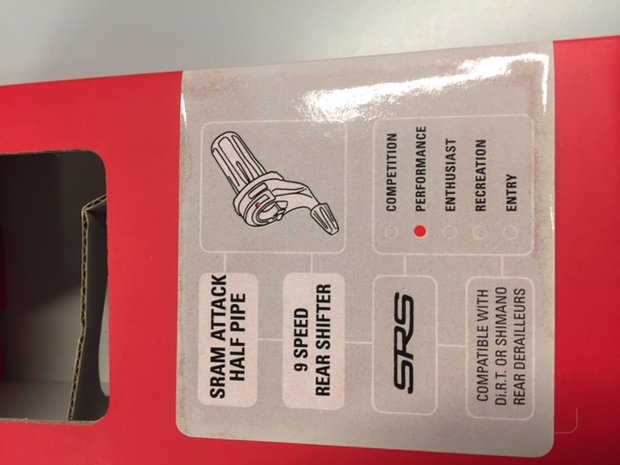 SRAM ATTACK
HALF PIPE
9 SPEED
REAR SHIFTER
SRS
COMPATIBLE WITH
Di.R.T. OR SHIMANO
REAR DERAILLEURS
COMPETITION
PERFORMANCE
ENTHUSIAST
RECREATION
ENTRY